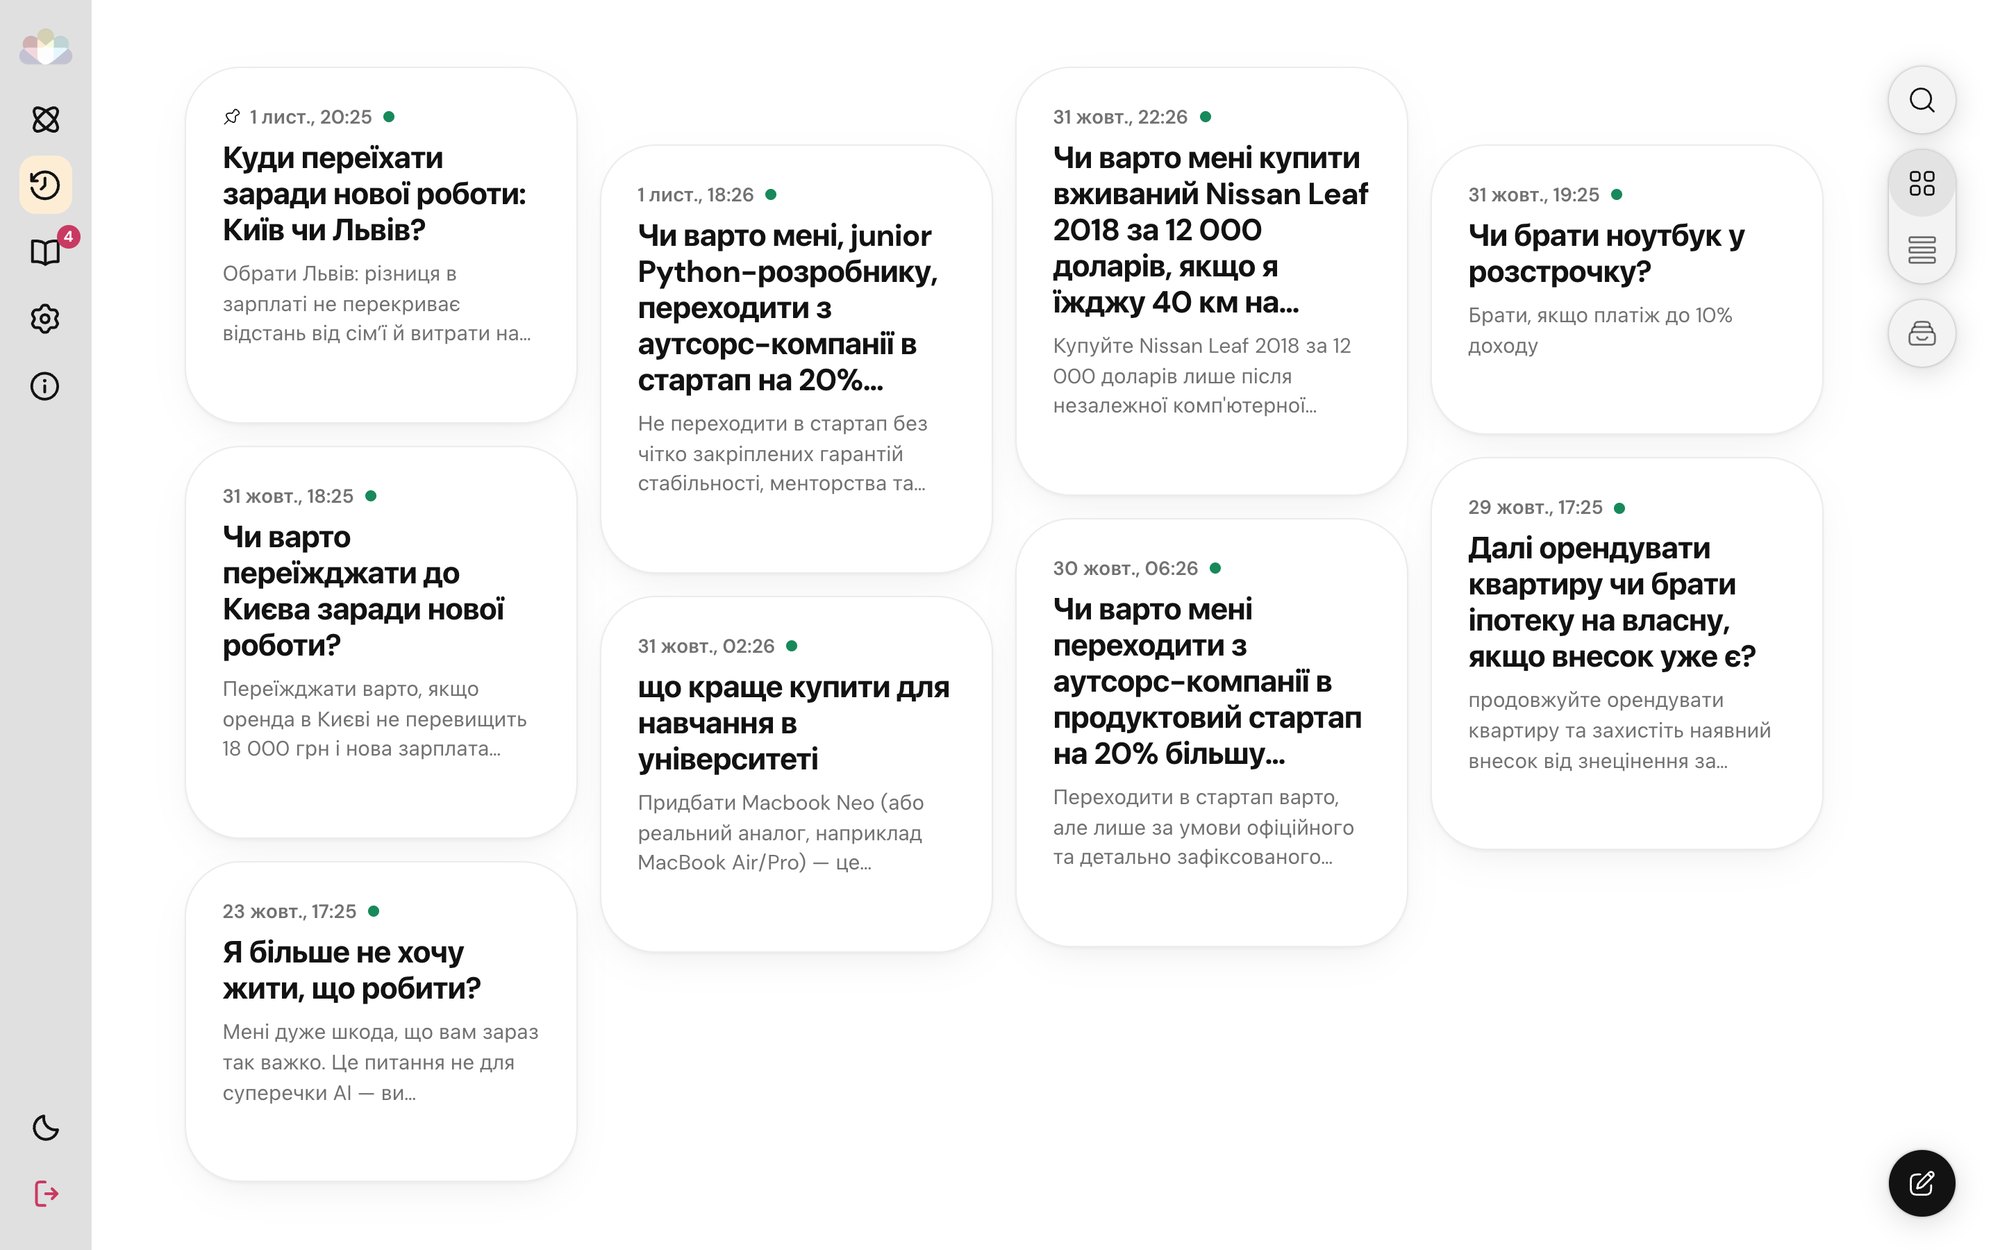 4
1 лист., 20:25
Куди переїхати
заради нової роботи:
Київ чи Львів?
Обрати Львів: різниця в
зарплаті не перекриває
відстань від сім’ї й витрати на...
31 жовт., 18:25
Чи варто
переїжджати до
Києва заради нової
роботи?
Переїжджати варто, якщо
оренда в Києві не перевищить
18 000 грн і нова зарплата...
23 жовт., 17:25
Я більше не хочу
жити, що робити?
Мені дуже шкода, що вам зараз
так важко. Це питання не для
суперечки AI — ви...
1 лист., 18:26
Чи варто мені, junior
Python-розробнику,
переходити з
аутсорс-компанії в
стартап на 20%...
Не переходити в стартап без
чітко закріплених гарантій
стабільності, менторства та...
31 жовт., 02:26
що краще купити для
навчання в
університеті
Придбати Macbook Neo (або
реальний аналог, наприклад
MacBook Air/Pro) — це...
31 жовт., 22:26
Чи варто мені купити
вживаний Nissan Leaf
2018 за 12 000
доларів, якщо я
їжджу 40 км на...
Купуйте Nissan Leaf 2018 за 12
000 доларів лише після
незалежної комп'ютерної...
30 жовт., 06:26
Чи варто мені
переходити з
аутсорс-компанії в
продуктовий стартап
на 20% більшу...
Переходити в стартап варто,
але лише за умови офіційного
та детально зафіксованого...
31 жовт., 19:25
Чи брати ноутбук у
розстрочку?
Брати, якщо платіж до 10%
доходу
29 жовт., 17:25
Далі орендувати
квартиру чи брати
іпотеку на власну,
якщо внесок уже є?
продовжуйте орендувати
квартиру та захистіть наявний
внесок від знецінення за...